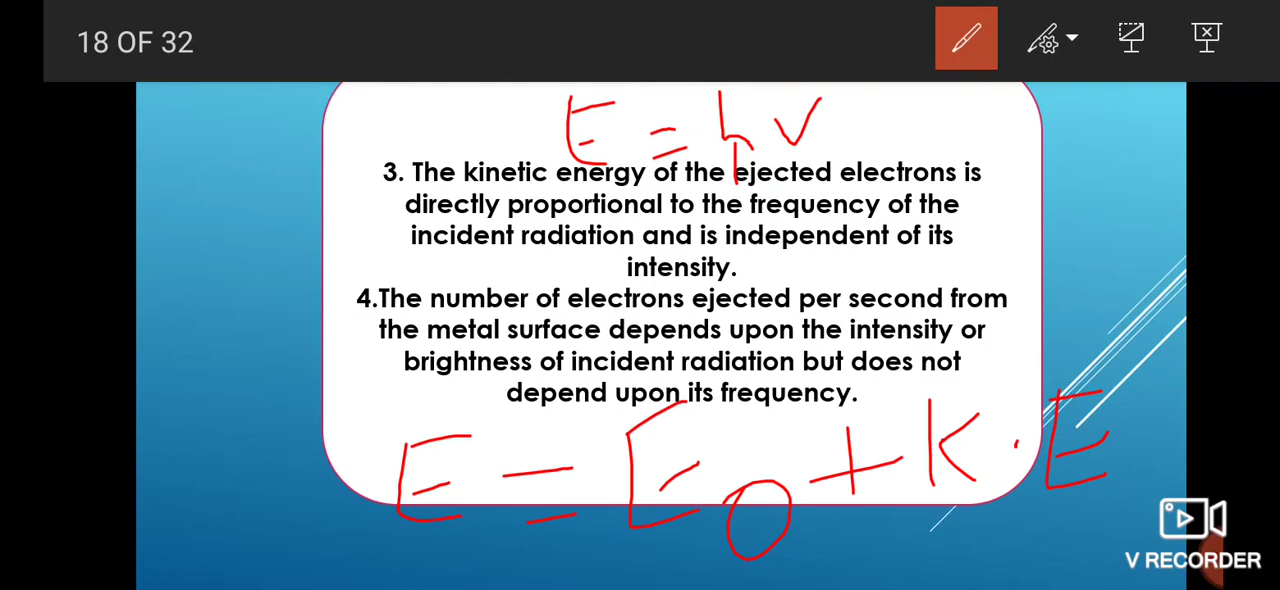 18 OF 32
E = hν
3. The kinetic energy of the ejected electrons is
directly proportional to the frequency of the
incident radiation and is independent of its
intensity.
4.The number of electrons ejected per second from
the metal surface depends upon the intensity or
brightness of incident radiation but does not
depend upon its frequency.
E = E0 + K.E
V RECORDER